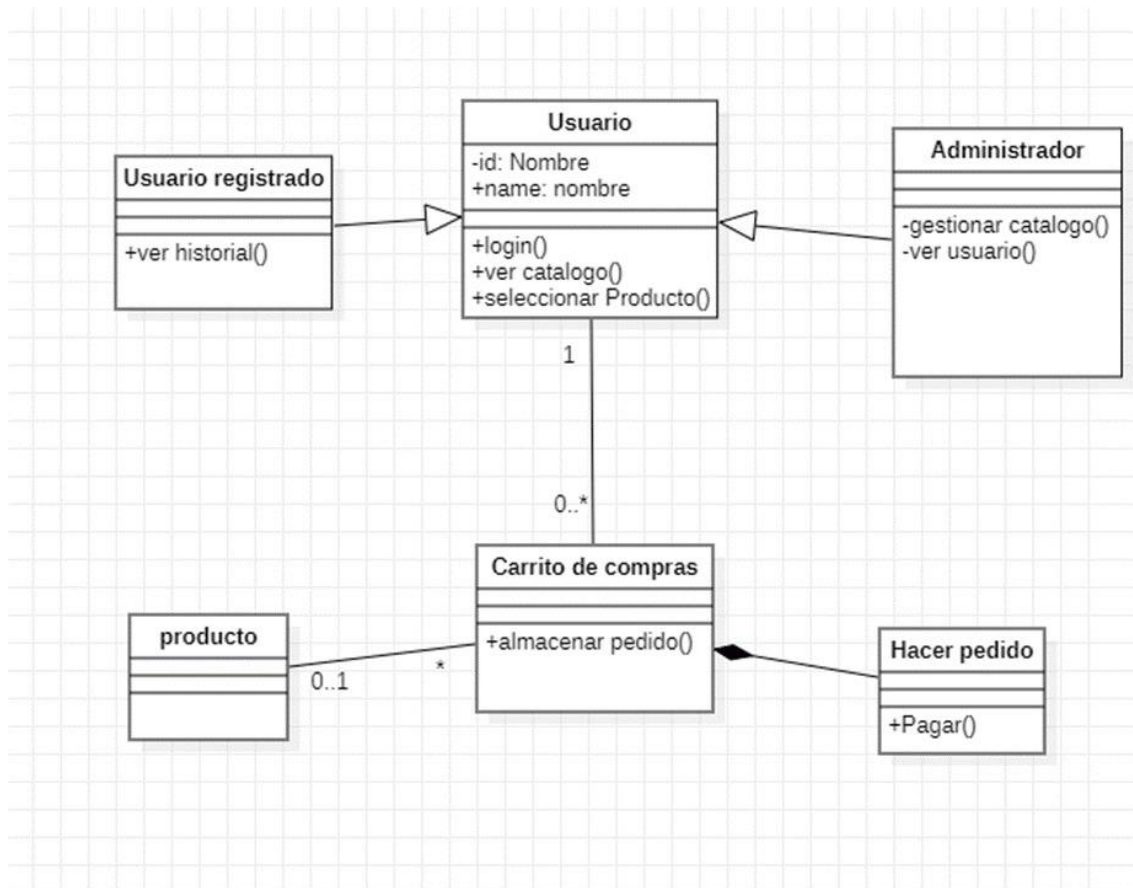 Usuario
-id: Nombre
+name: nombre
+login()
+ver catalogo()
+seleccionar Producto()
Usuario registrado
+ver historial()
Administrador
-gestionar catalogo()
-ver usuario()
1
0..*
Carrito de compras
+almacenar pedido()
producto
0..1
*
Hacer pedido
+Pagar()